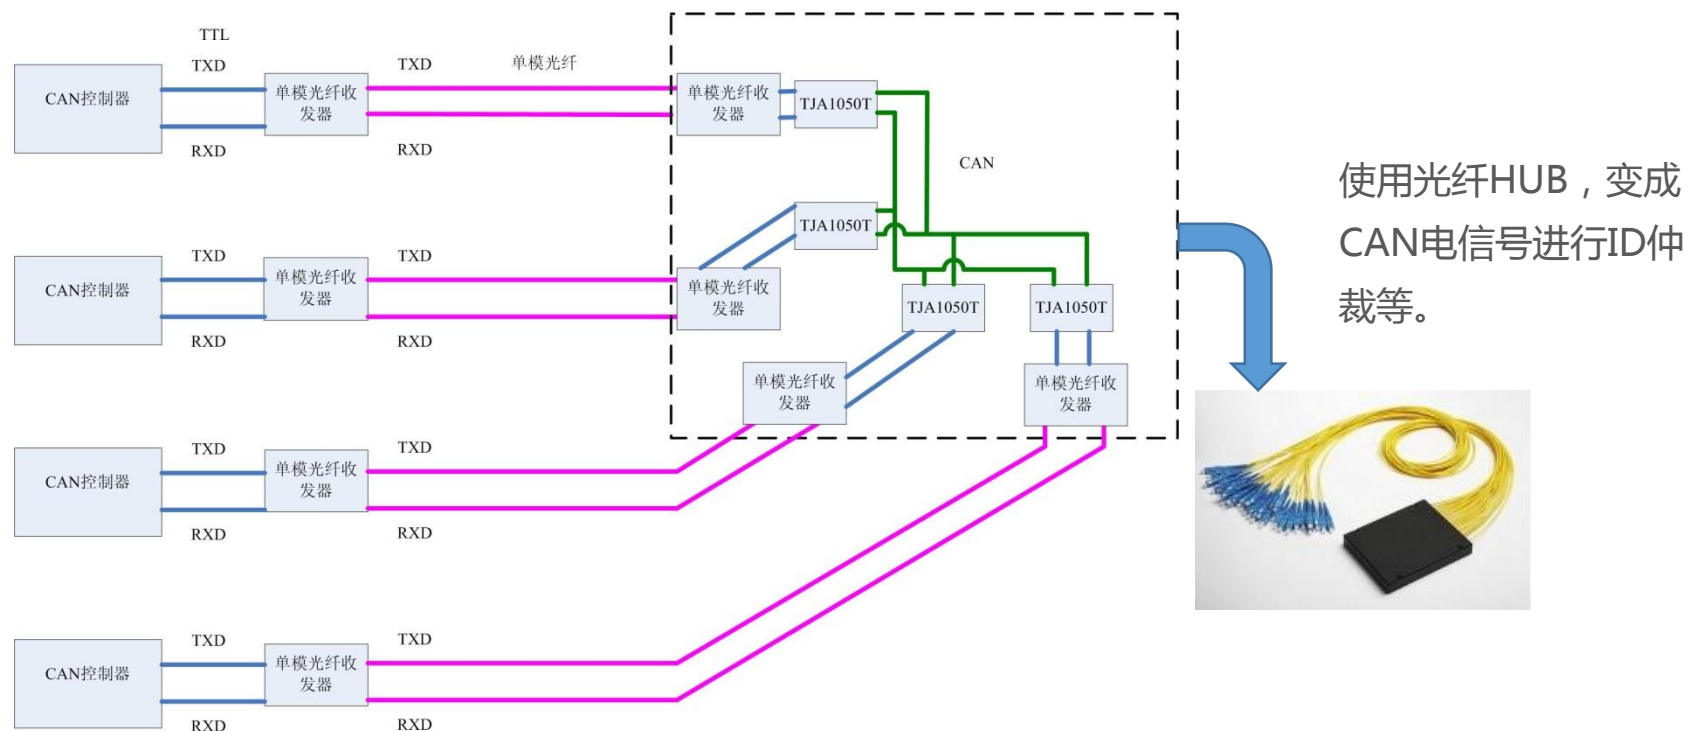 TTL
TXD
TXD
单模光纤
CAN控制器
单模光纤收
发器
单模光纤收
发器
TJA1050T
RXD
RXD
CAN
使用光纤HUB，变成
CAN电信号进行ID仲
裁等。
TJA1050T
TXD
TXD
CAN控制器
单模光纤收
发器
单模光纤收
发器
TJA1050T
TJA1050T
RXD
RXD
单模光纤收
发器
单模光纤收
发器
TXD
TXD
CAN控制器
单模光纤收
发器
RXD
RXD
TXD
TXD
CAN控制器
单模光纤收
发器
RXD
RXD